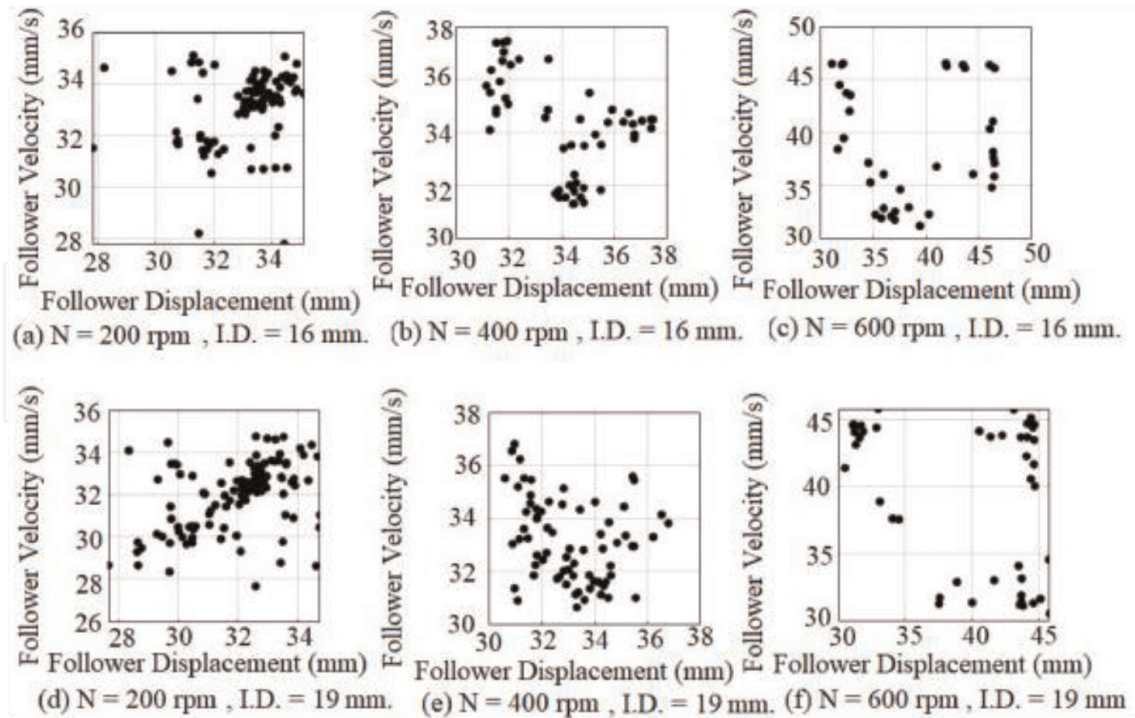 Follower Velocity (mm/s)
36
34
32
30
28
28 30 32 34
Follower Displacement (mm)
(a) N = 200 rpm , I.D. = 16 mm.
Follower Velocity (mm/s)
38
36
34
32
30
30 32 34 36 38
Follower Displacement (mm)
(b) N = 400 rpm , I.D. = 16 mm.
Follower Velocity (mm/s)
50
45
40
35
30
30 35 40 45 50
Follower Displacement (mm)
(c) N = 600 rpm , I.D. = 16 mm.
Follower Velocity (mm/s)
36
34
32
30
28
26
30 32 34
Follower Displacement (mm)
(d) N = 200 rpm , I.D. = 19 mm.
Follower Velocity (mm/s)
38
36
34
32
30
30 32 34 36 38
Follower Displacement (mm)
(e) N = 400 rpm , I.D. = 19 mm.
Follower Velocity (mm/s)
45
40
35
30
30 35 40 45
Follower Displacement (mm)
(f) N = 600 rpm , I.D. = 19 mm